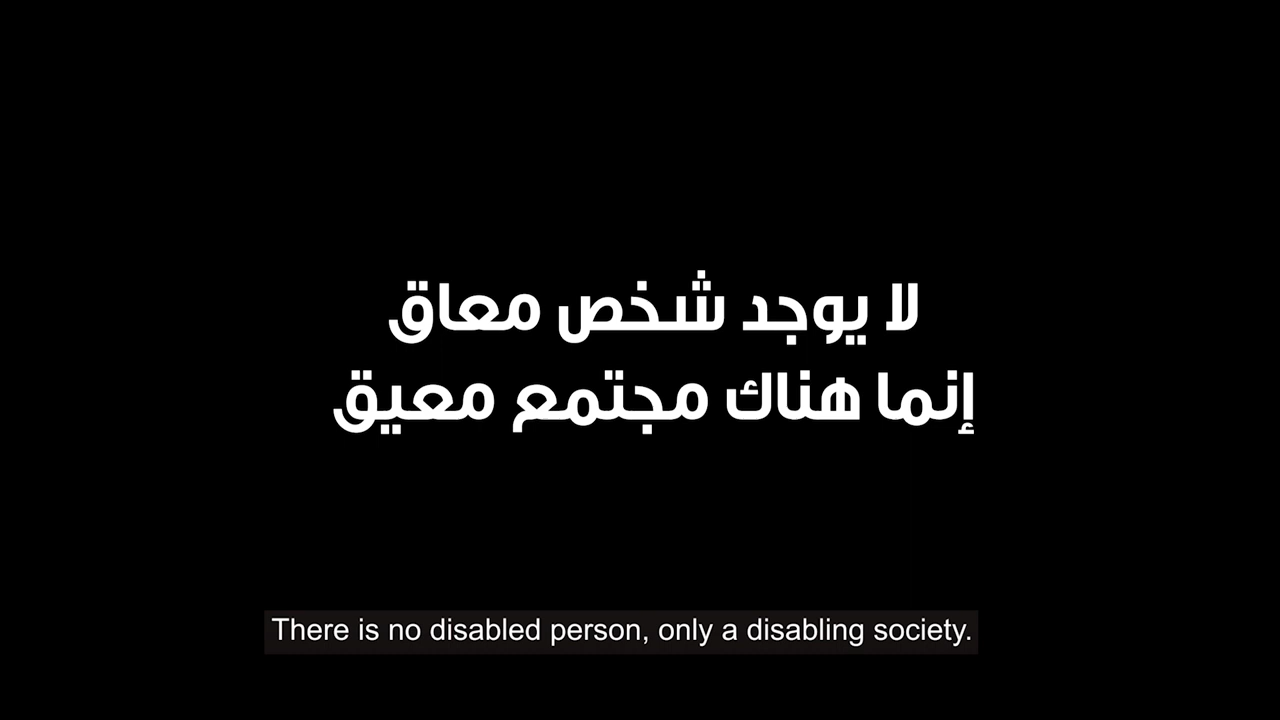 لا يوجد شخص معاق
إنما هناك مجتمع معيق
There is no disabled person, only a disabling society.